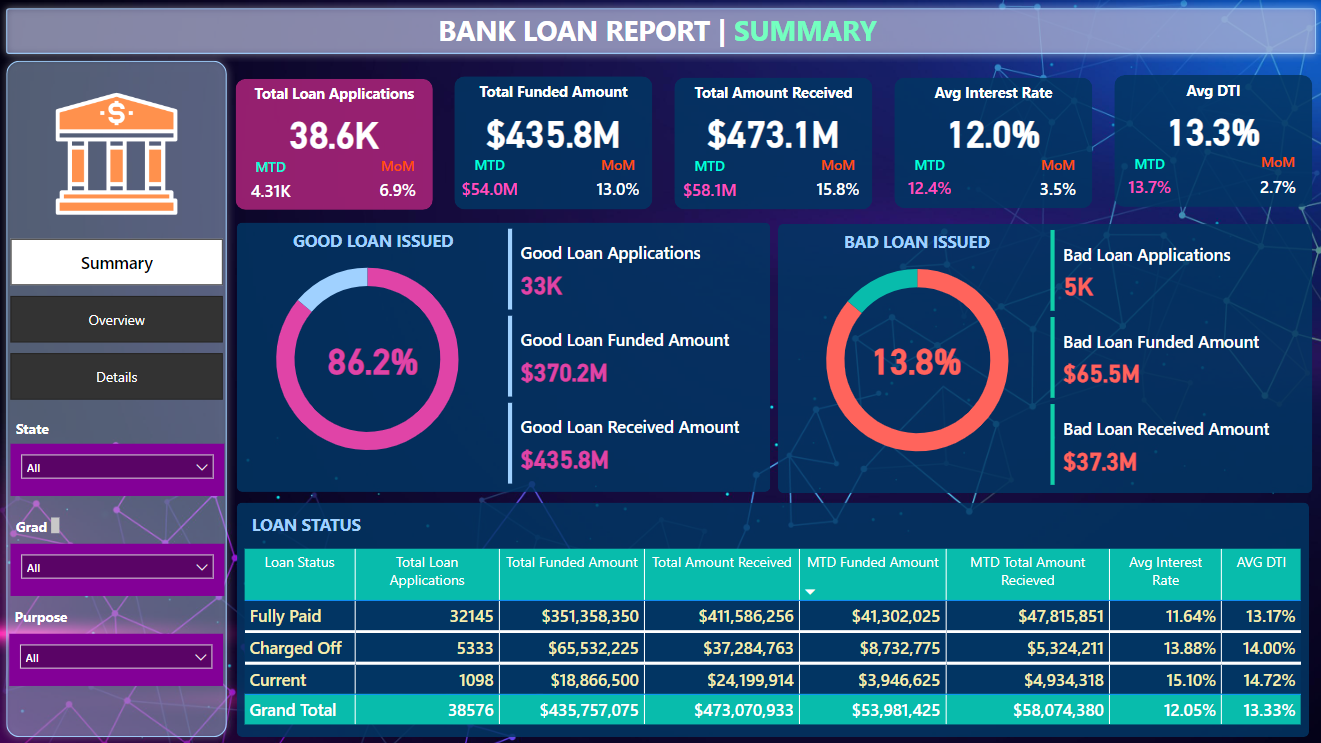 BANK LOAN REPORT | SUMMARY
$
Summary
Overview
Details
State
All
Grad
All
Purpose
All
Total Loan Applications
38.6K
MTD MoM
4.31K 6.9%
Total Funded Amount
$435.8M
MTD MoM
$54.0M 13.0%
Total Amount Received
$473.1M
MTD MoM
$58.1M 15.8%
Avg Interest Rate
12.0%
MTD MoM
12.4% 3.5%
Avg DTI
13.3%
MTD MoM
13.7% 2.7%
GOOD LOAN ISSUED
86.2%
Good Loan Applications
33K
Good Loan Funded Amount
$370.2M
Good Loan Received Amount
$435.8M
BAD LOAN ISSUED
13.8%
Bad Loan Applications
5K
Bad Loan Funded Amount
$65.5M
Bad Loan Received Amount
$37.3M
LOAN STATUS
Loan Status Total Loan Applications Total Funded Amount Total Amount Received MTD Funded Amount MTD Total Amount Recieved Avg Interest Rate AVG DTI
Fully Paid 32145 $351,358,350 $411,586,256 $41,302,025 $47,815,851 11.64% 13.17%
Charged Off 5333 $65,532,225 $37,284,763 $8,732,775 $5,324,211 13.88% 14.00%
Current 1098 $18,866,500 $24,199,914 $3,946,625 $4,934,318 15.10% 14.72%
Grand Total 38576 $435,757,075 $473,070,933 $53,981,425 $58,074,380 12.05% 13.33%